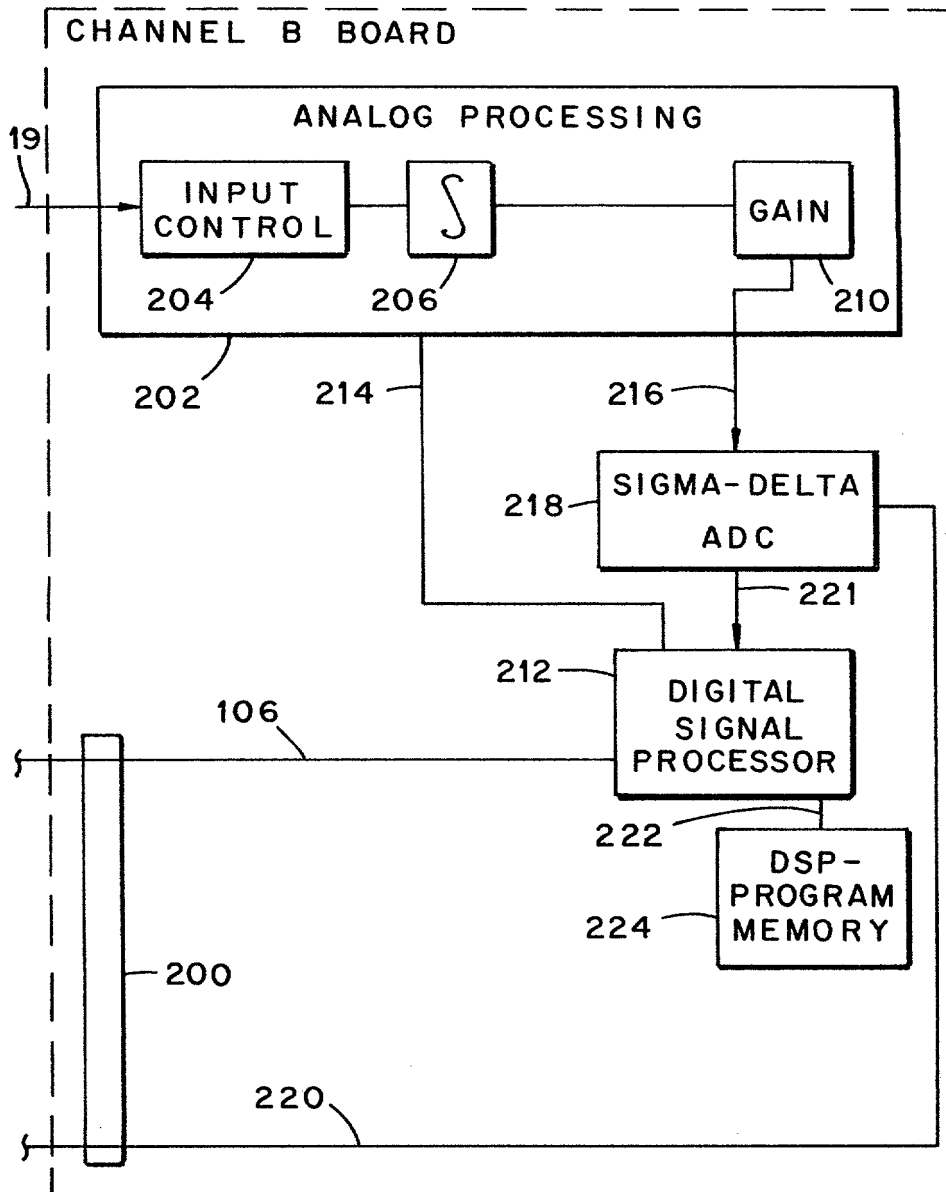 CHANNEL B BOARD
ANALOG PROCESSING
19
INPUT
CONTROL
GAIN
204
206
210
202
214
216
SIGMA-DELTA
ADC
218
221
212
DIGITAL
SIGNAL
PROCESSOR
106
222
DSP-
PROGRAM
MEMORY
224
200
220